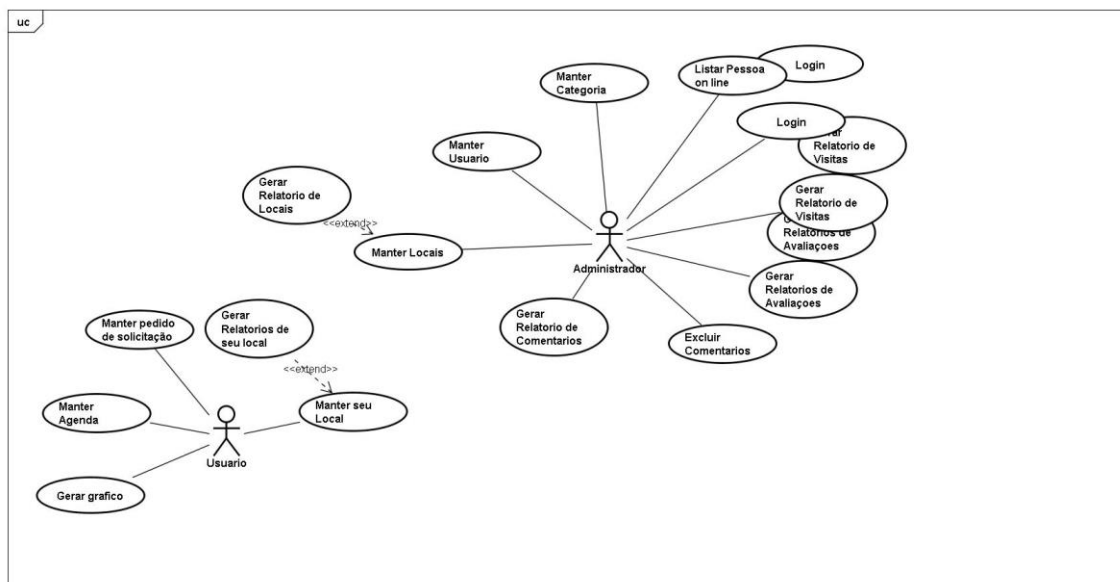 uc
Listar Pessoa
on line
Login
Manter
Categoria
Login
Gerar
Relatorio de
Visitas
Manter
Usuario
Gerar
Relatorio de
Locais
<<extend>>
Gerar
Relatorio de
Visitas
Relatorios de
Avaliaçoes
Manter Locais
Administrador
Gerar
Relatorios de
Avaliaçoes
Gerar
Relatorio de
Comentarios
Excluir
Comentarios
Manter pedido
de solicitação
Gerar
Relatorios de
seu local
<<extend>>
Manter
Agenda
Manter seu
Local
Usuario
Gerar grafico